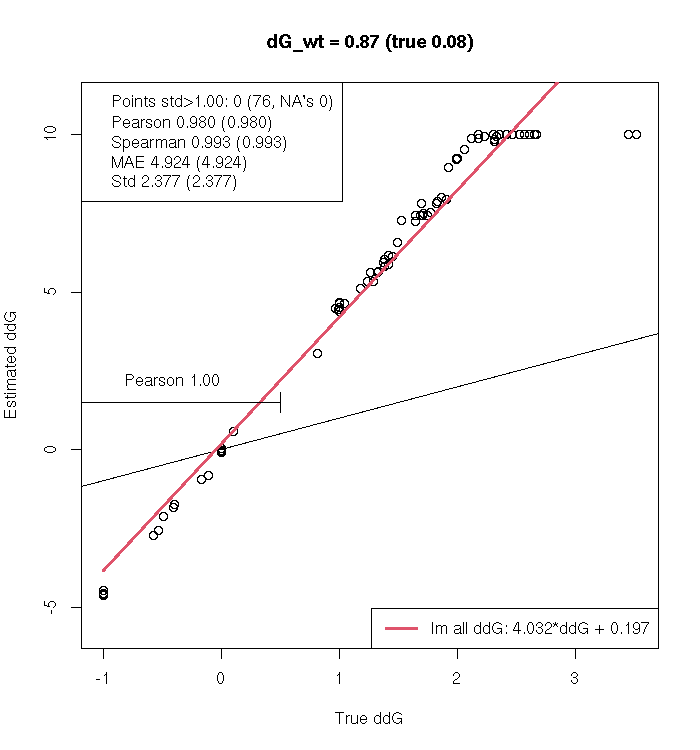 dG_wt = 0.87 (true 0.08)
Points std>1.00: 0 (76, NA's 0)
Pearson 0.980 (0.980)
Spearman 0.993 (0.993)
MAE 4.924 (4.924)
Std 2.377 (2.377)
10
5
Pearson 1.00
0
-5
Estimated ddG
lm all ddG: 4.032*ddG + 0.197
-1 0 1 2 3
True ddG